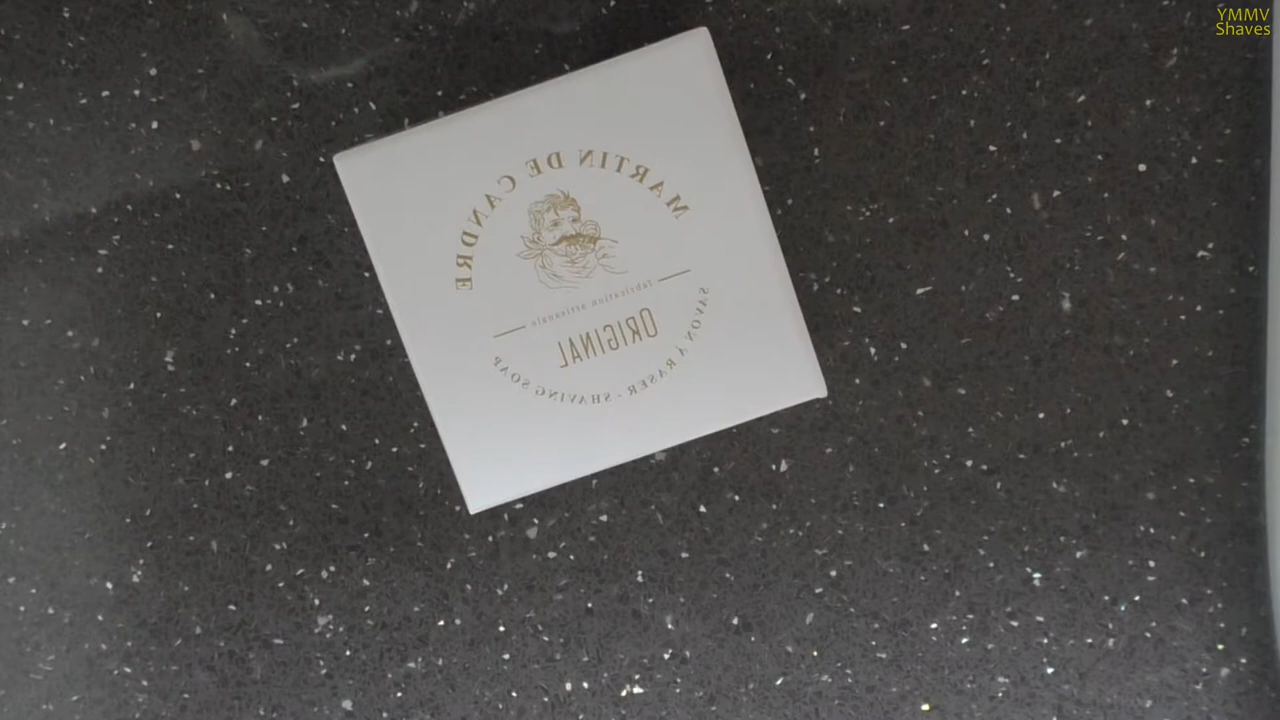 YMMV
Shaves
MARTIN DE CANDRE
fabrication artisanale
ORIGINAL
SAVON À RASER - SHAVING SOAP